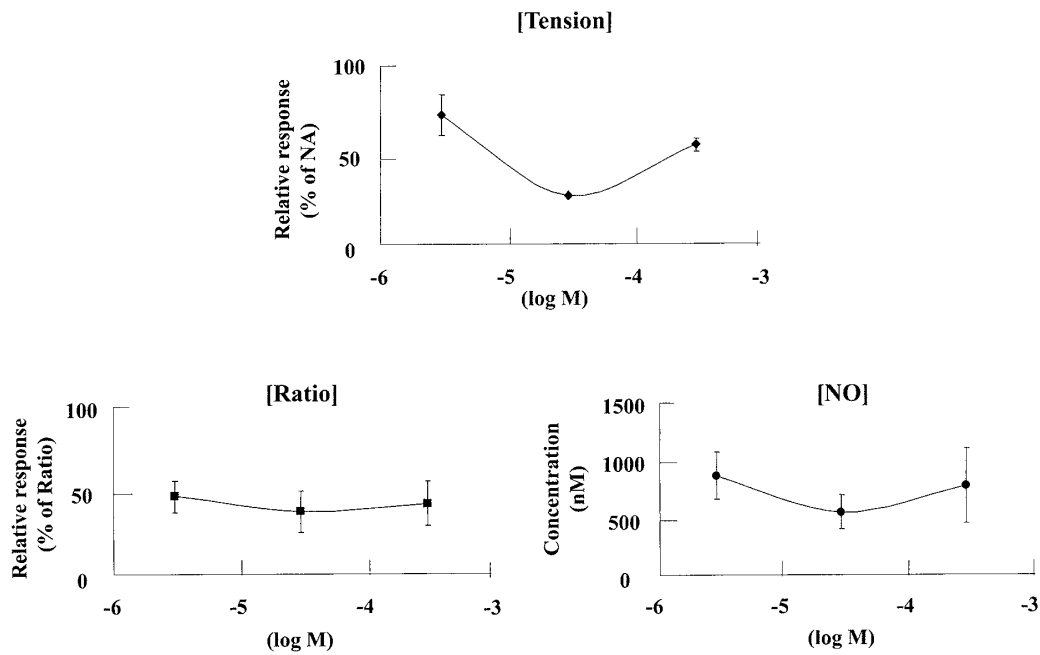 [Tension]
Relative response
(% of NA)
100
50
0
-6
-5
-4
-3
(log M)
[Ratio]
Relative response
(% of Ratio)
100
50
0
-6
-5
-4
-3
(log M)
[NO]
Concentration
(nM)
1500
1000
500
0
-6
-5
-4
-3
(log M)